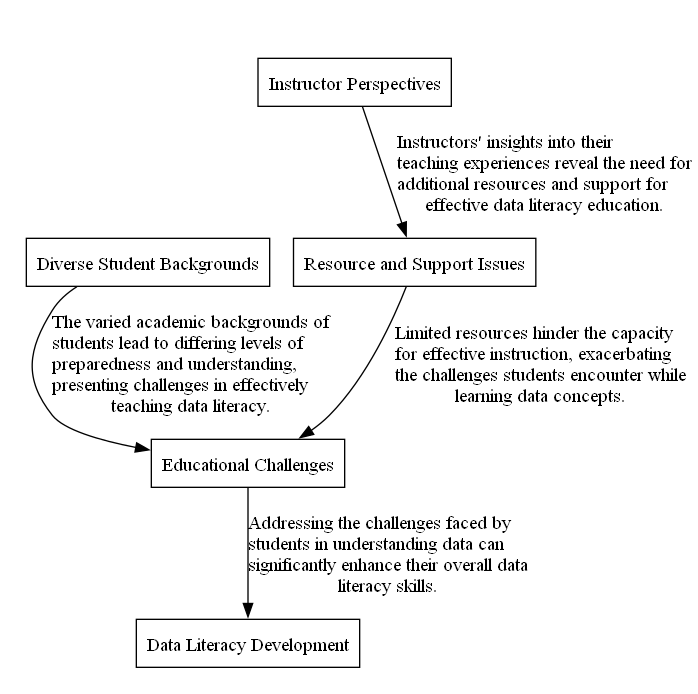 Instructor Perspectives
Instructors' insights into their
teaching experiences reveal the need for
additional resources and support for
effective data literacy education.
Diverse Student Backgrounds
Resource and Support Issues
The varied academic backgrounds of
students lead to differing levels of
preparedness and understanding,
presenting challenges in effectively
teaching data literacy.
Limited resources hinder the capacity
for effective instruction, exacerbating
the challenges students encounter while
learning data concepts.
Educational Challenges
Addressing the challenges faced by
students in understanding data can
significantly enhance their overall data
literacy skills.
Data Literacy Development